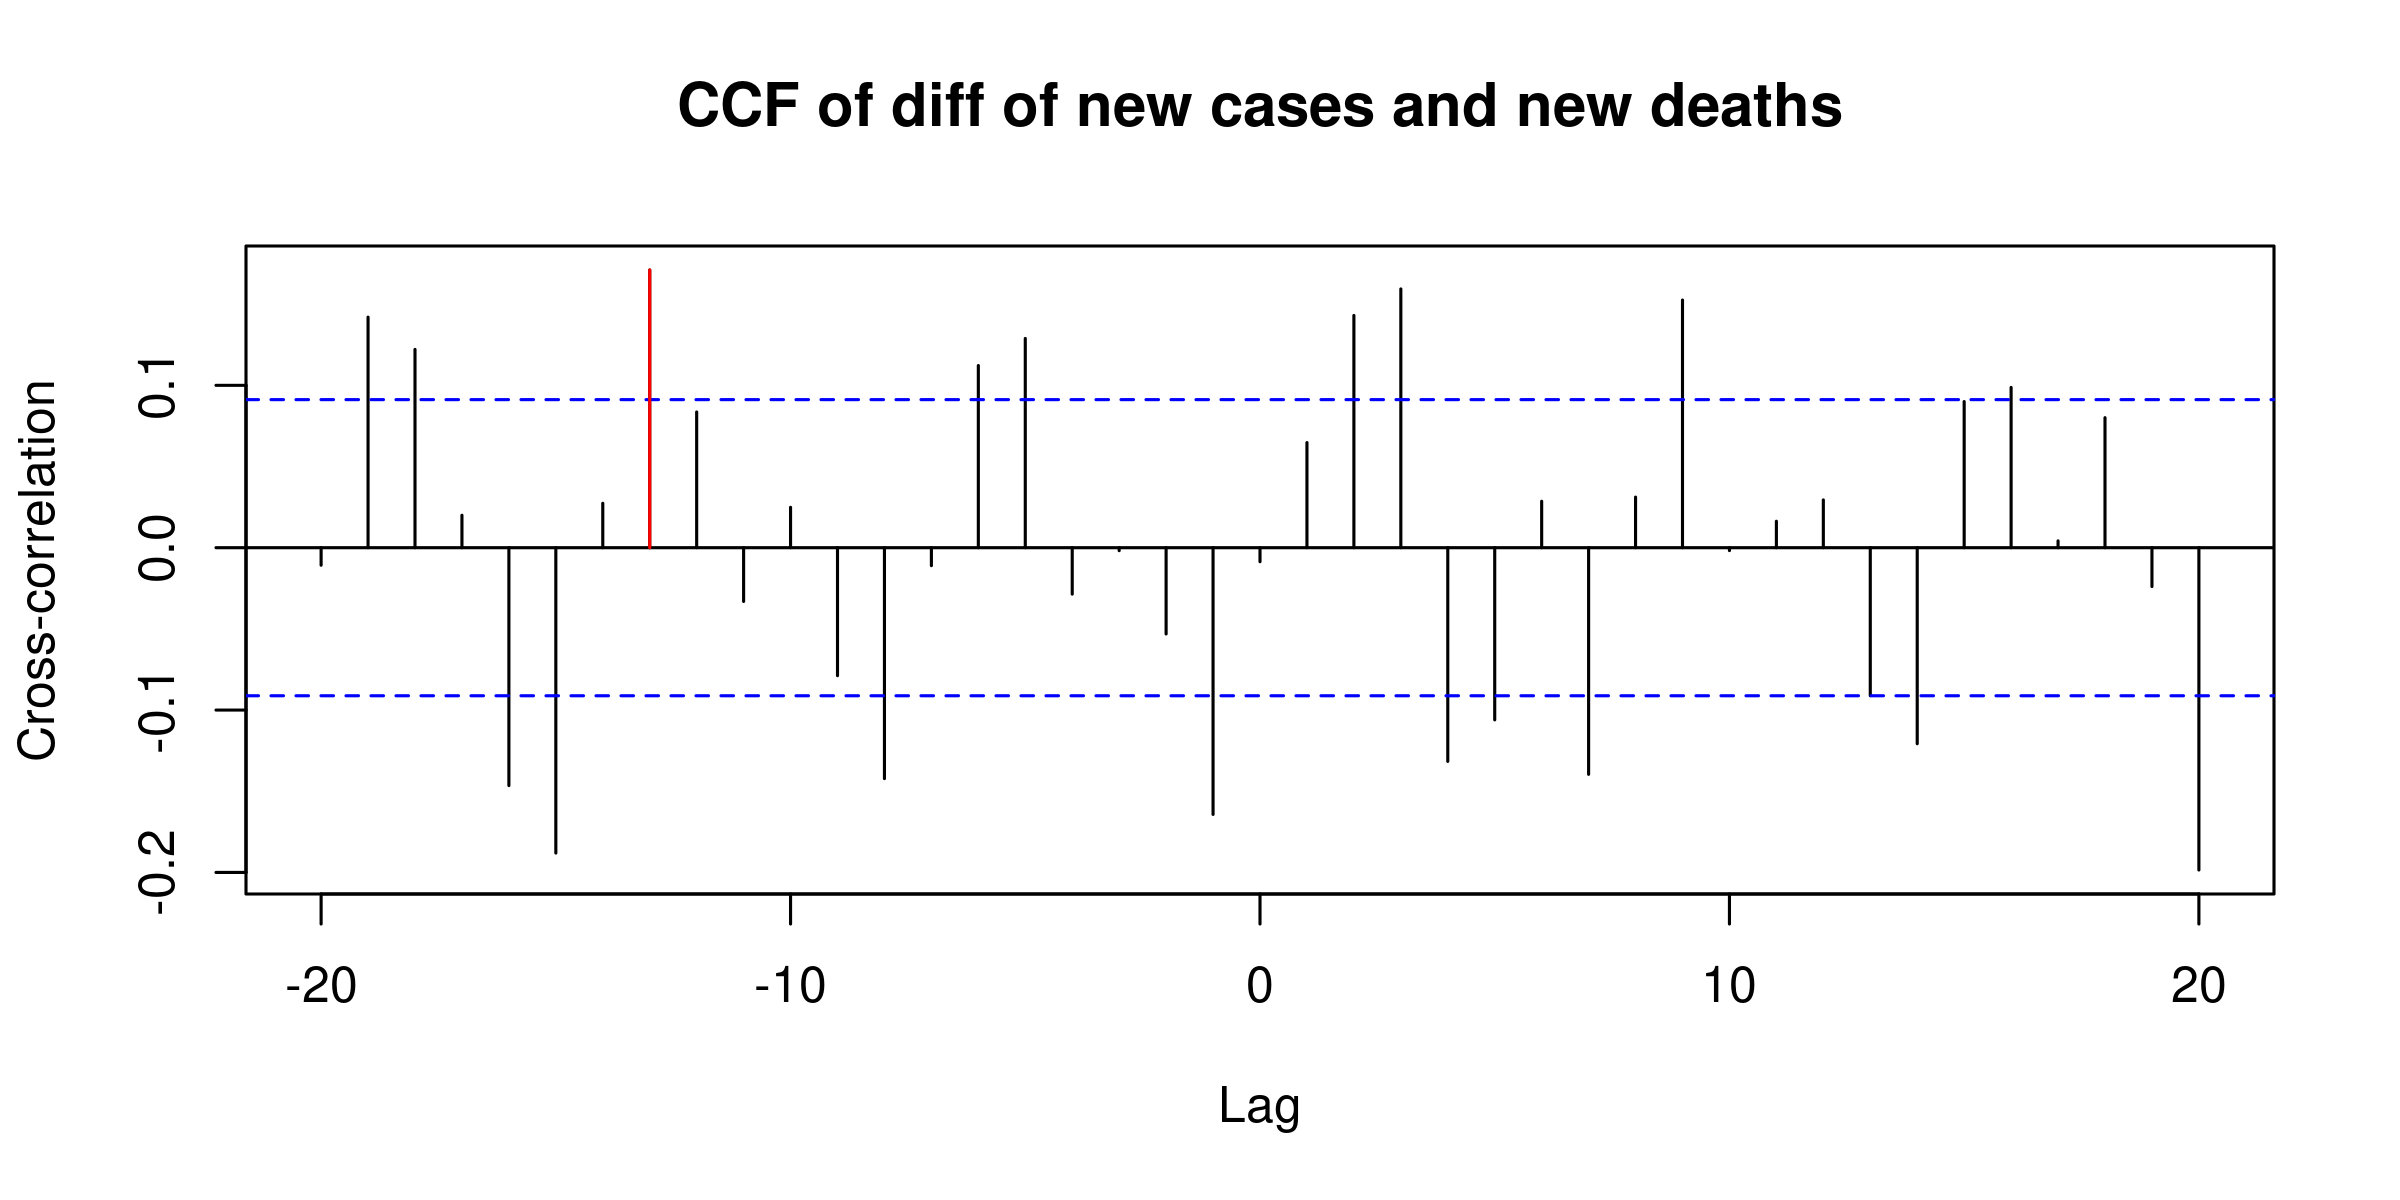 CCF of diff of new cases and new deaths
Cross-correlation
0.1
0.0
-0.1
-0.2
-20 -10 0 10 20
Lag